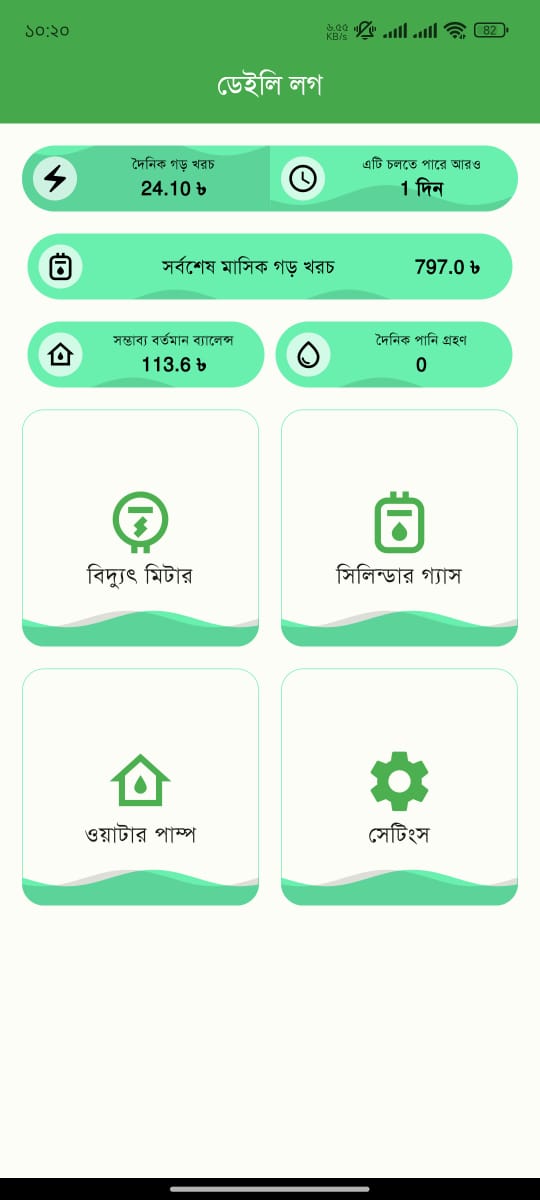 ১০:২০
৬.৫৫ KB/s
82
ডেইলি লগ
দৈনিক গড় খরচ
24.10 ৳
এটি চলতে পারে আরও
1 দিন
সর্বশেষ মাসিক গড় খরচ 797.0 ৳
সম্ভাব্য বর্তমান ব্যালেন্স
113.6 ৳
দৈনিক পানি গ্রহণ
0
বিদ্যুৎ মিটার
সিলিন্ডার গ্যাস
ওয়াটার পাম্প
সেটিংস